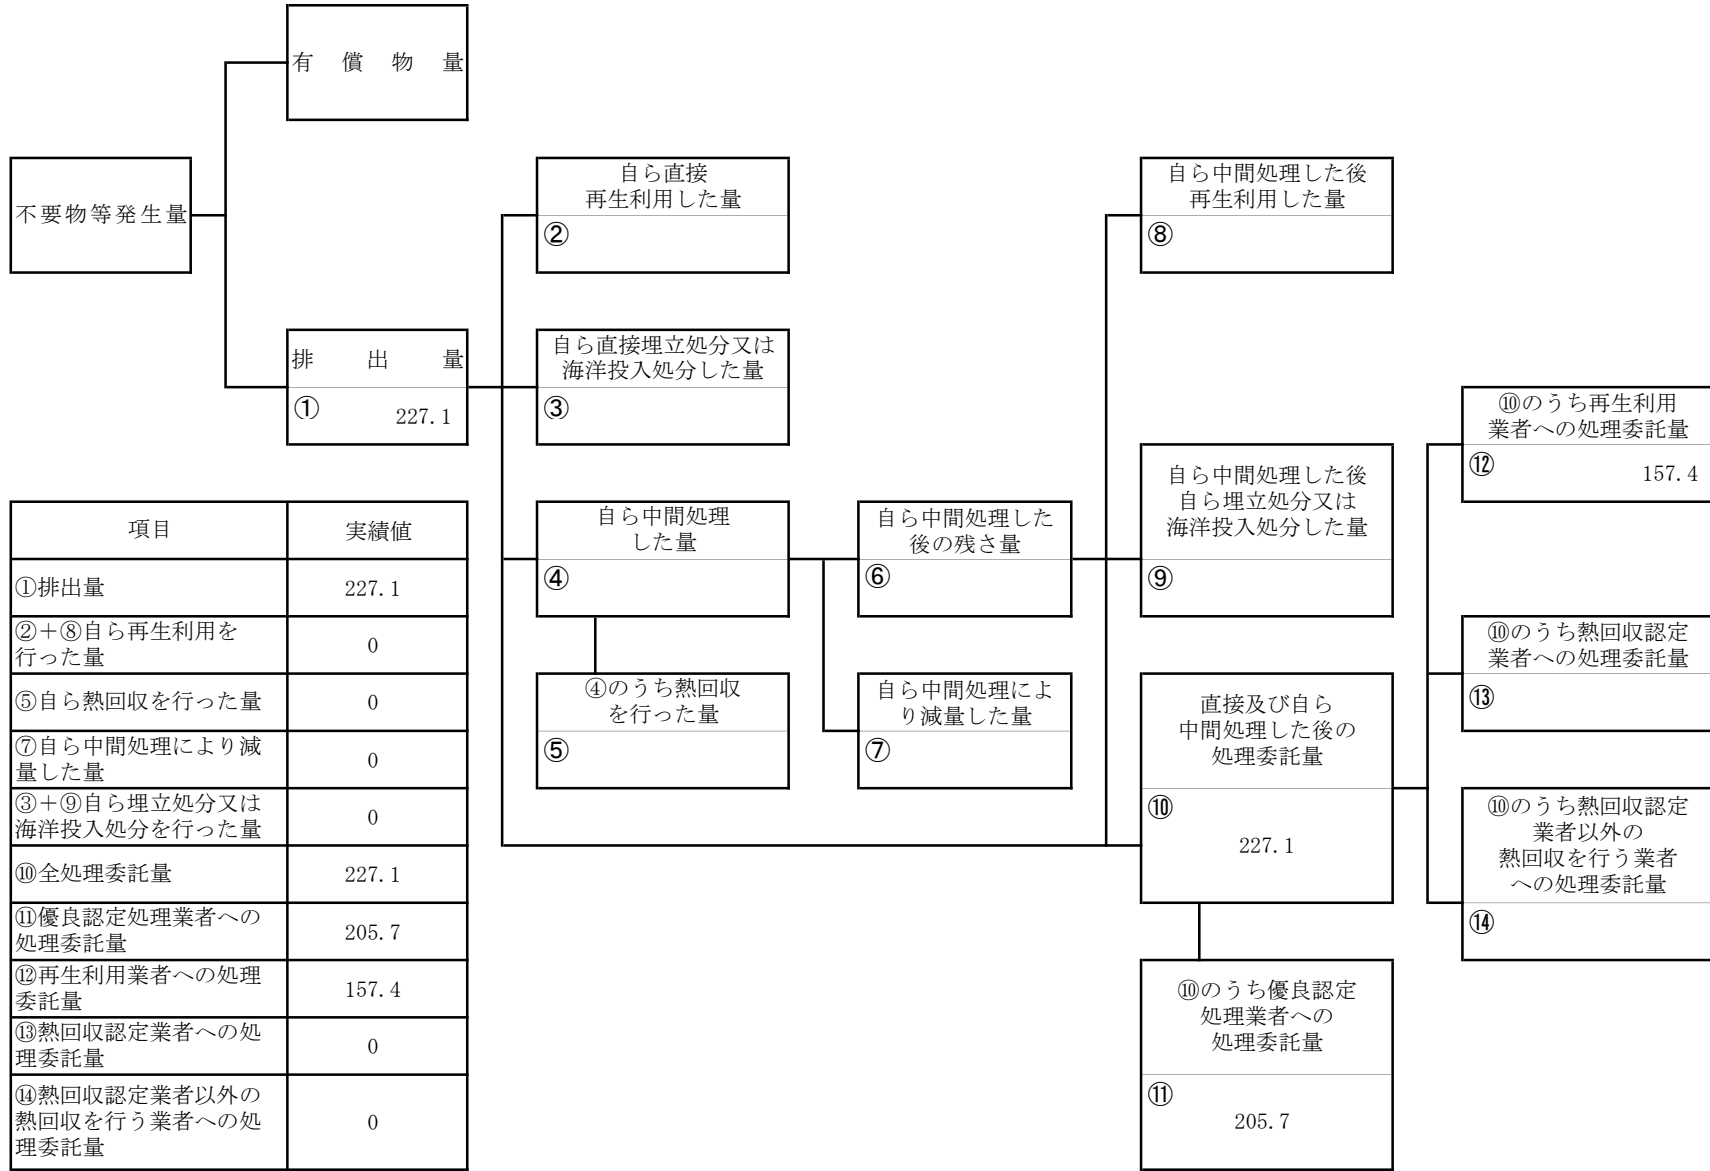 有償物量
不要物等発生量
排出量
①
227.1
自ら直接
再生利用した量
②
自ら直接埋立処分又は
海洋投入処分した量
③
自ら中間処理
した量
④
④のうち熱回収
を行った量
⑤
自ら中間処理した
後の残さ量
⑥
自ら中間処理によ
り減量した量
⑦
自ら中間処理した後
再生利用した量
⑧
自ら中間処理した後
自ら埋立処分又は
海洋投入処分した量
⑨
直接及び自ら
中間処理した後の
処理委託量
⑩
227.1
⑩のうち優良認定
処理業者への
処理委託量
⑪
205.7
⑩のうち再生利用
業者への処理委託量
⑫
157.4
⑩のうち熱回収認定
業者への処理委託量
⑬
⑩のうち熱回収認定
業者以外の
熱回収を行う業者
への処理委託量
⑭
項目 実績値
①排出量 227.1
②+⑧自ら再生利用を
行った量 0
⑤自ら熱回収を行った量 0
⑦自ら中間処理により減
量した量 0
③+⑨自ら埋立処分又は
海洋投入処分を行った量 0
⑩全処理委託量 227.1
⑪優良認定処理業者への
処理委託量 205.7
⑫再生利用業者への処理
委託量 157.4
⑬熱回収認定業者への処
理委託量 0
⑭熱回収認定業者以外の
熱回収を行う業者への処
理委託量 0